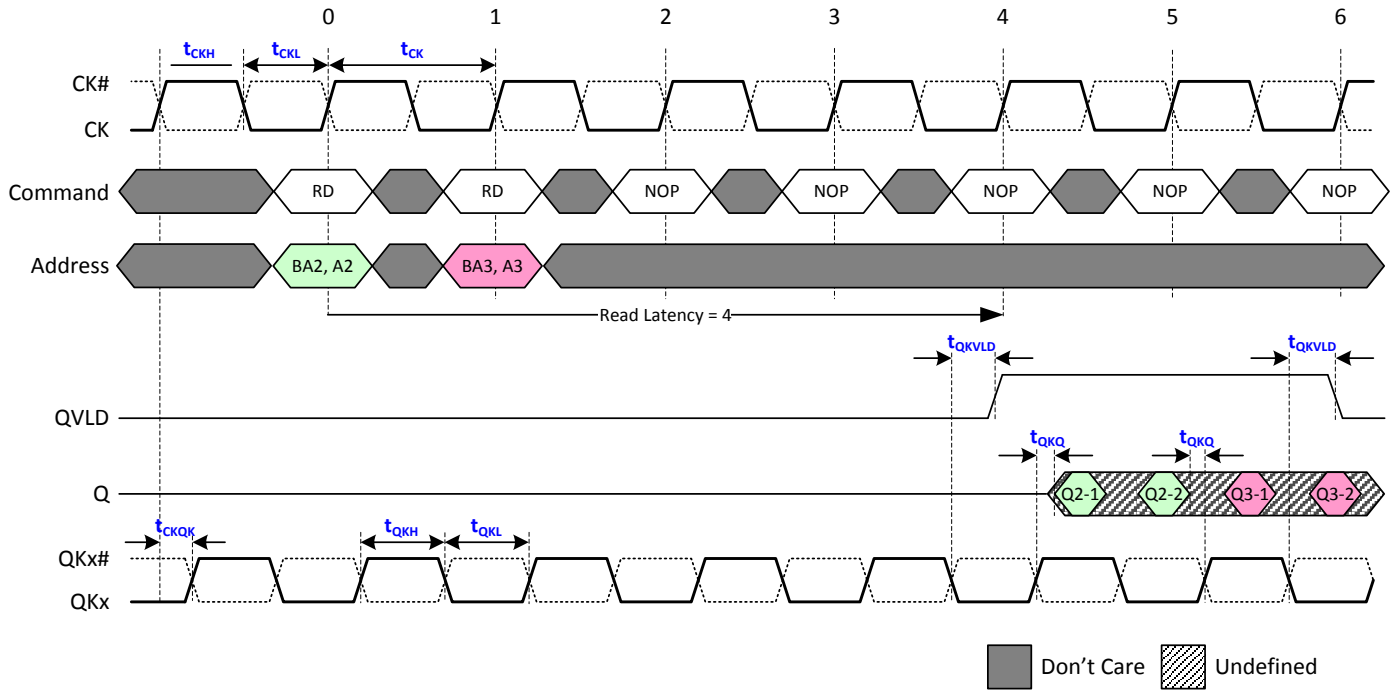 0 1 2 3 4 5 6
tCKH tCKL tCK
CK#
CK
Command RD RD NOP NOP NOP NOP NOP
Address BA2, A2 BA3, A3
Read Latency = 4
tQKVLD tQKVLD
QVLD
tQKQ tQKQ
Q Q2-1 Q2-2 Q3-1 Q3-2
tCKQK tQKH tQKL
QKx#
QKx
Don't Care Undefined